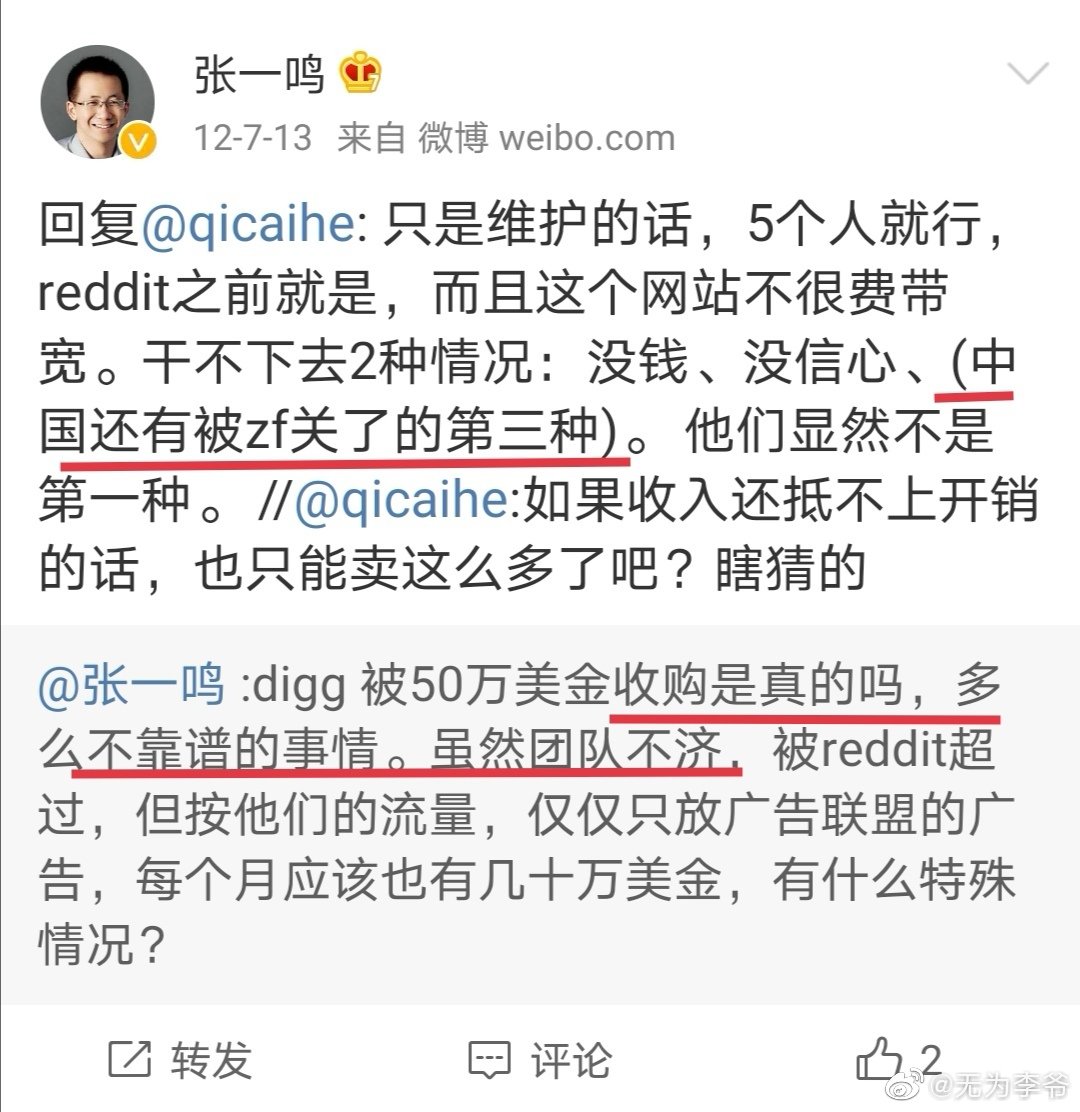 张一鸣
12-7-13 来自 微博 weibo.com
回复@qicaihe: 只是维护的话，5个人就行，
reddit之前就是，而且这个网站不很费带
宽。干不下去2种情况：没钱、没信心、(中
国还有被zf关了的第三种)。他们显然不是
第一种。//@qicaihe:如果收入还抵不上开销
的话，也只能卖这么多了吧？瞎猜的
@张一鸣 :digg 被50万美金收购是真的吗，多
么不靠谱的事情。虽然团队不济，被reddit超
过，但按他们的流量，仅仅只放广告联盟的广
告，每个月应该也有几十万美金，有什么特殊
情况？
转发 评论 2
@无为李爷